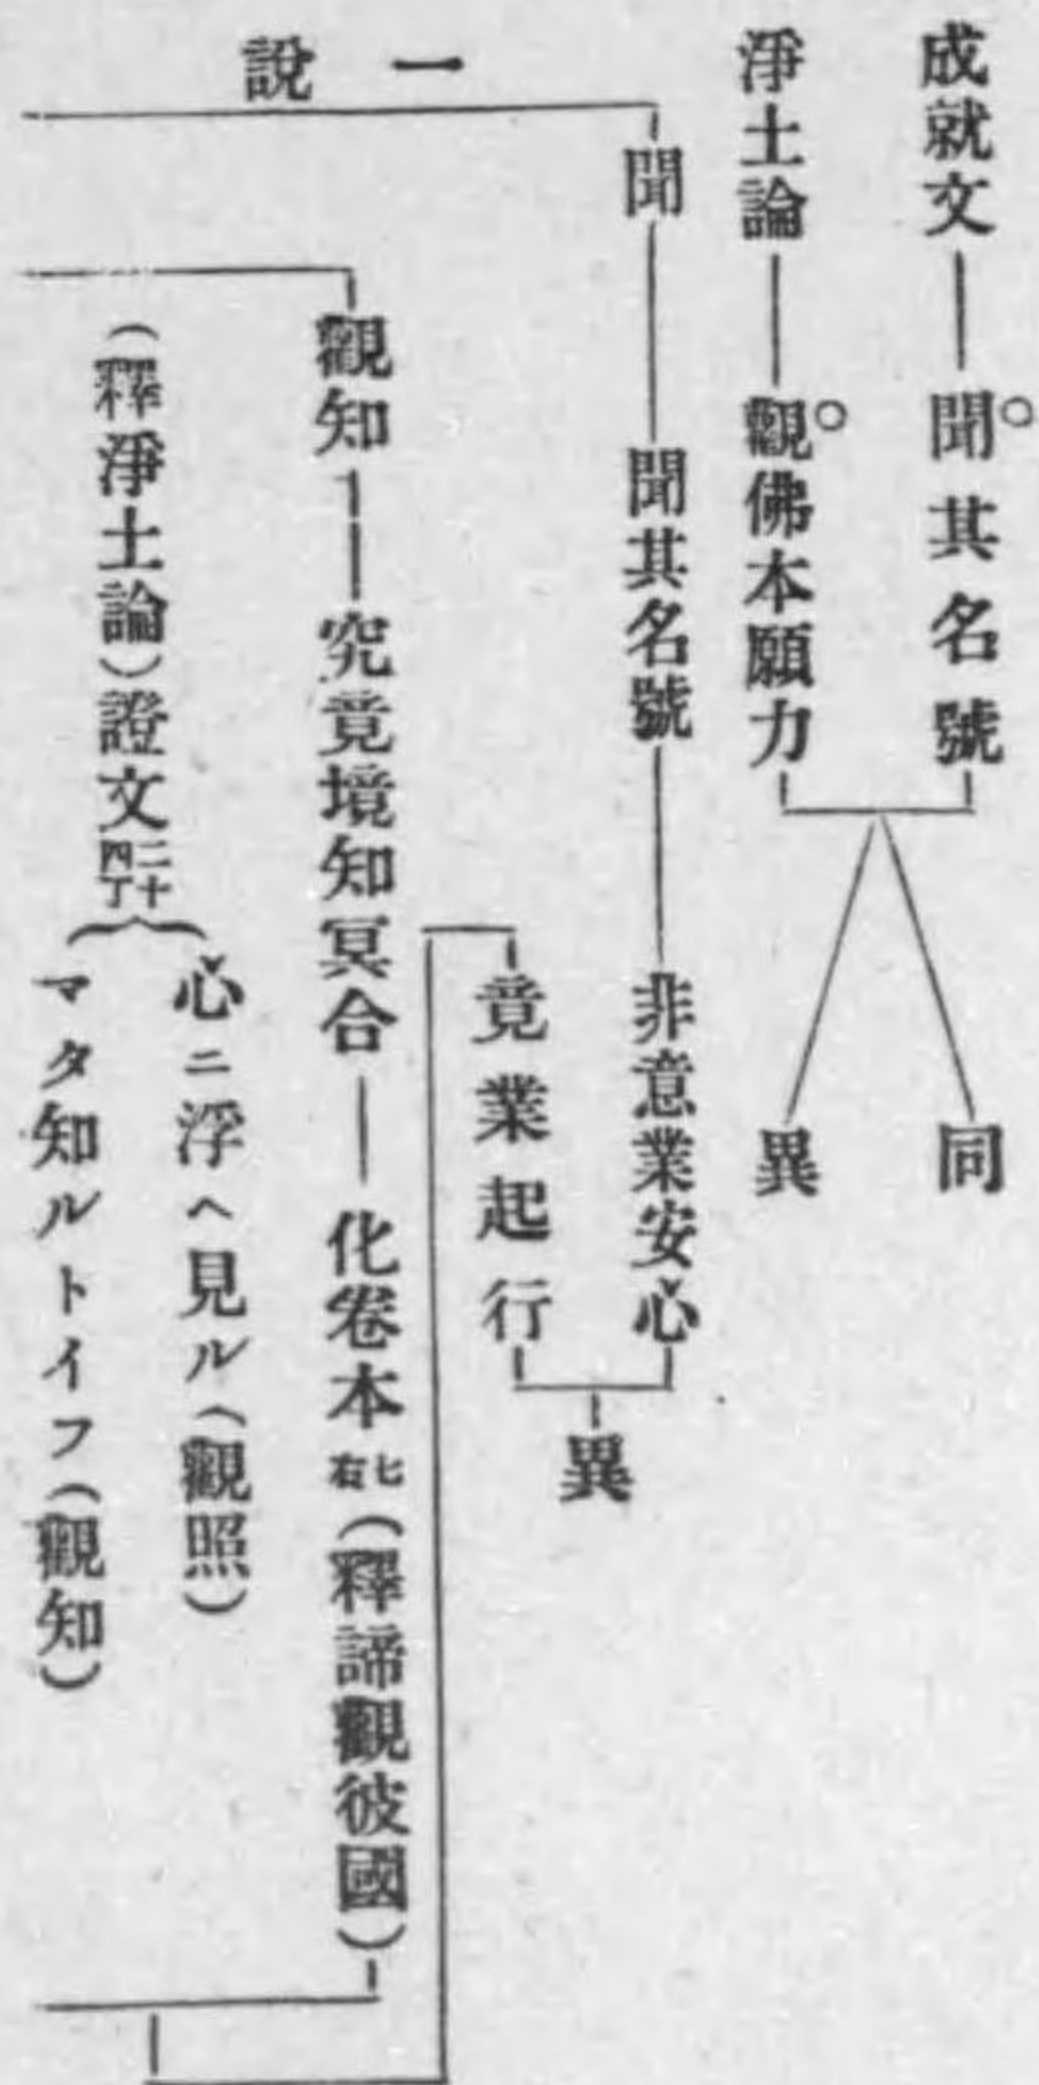 成就文——聞其名號
淨土論——觀佛本願力
同
異
一說
聞——聞其名號——非意業安心
竟業起行
異
觀知——究竟境知冥合——化卷本七右(釋諦觀彼國)
(釋淨土論)證文二十四丁
心ニ浮ヘ見ル(觀照)
マタ知ルトイフ(觀知)